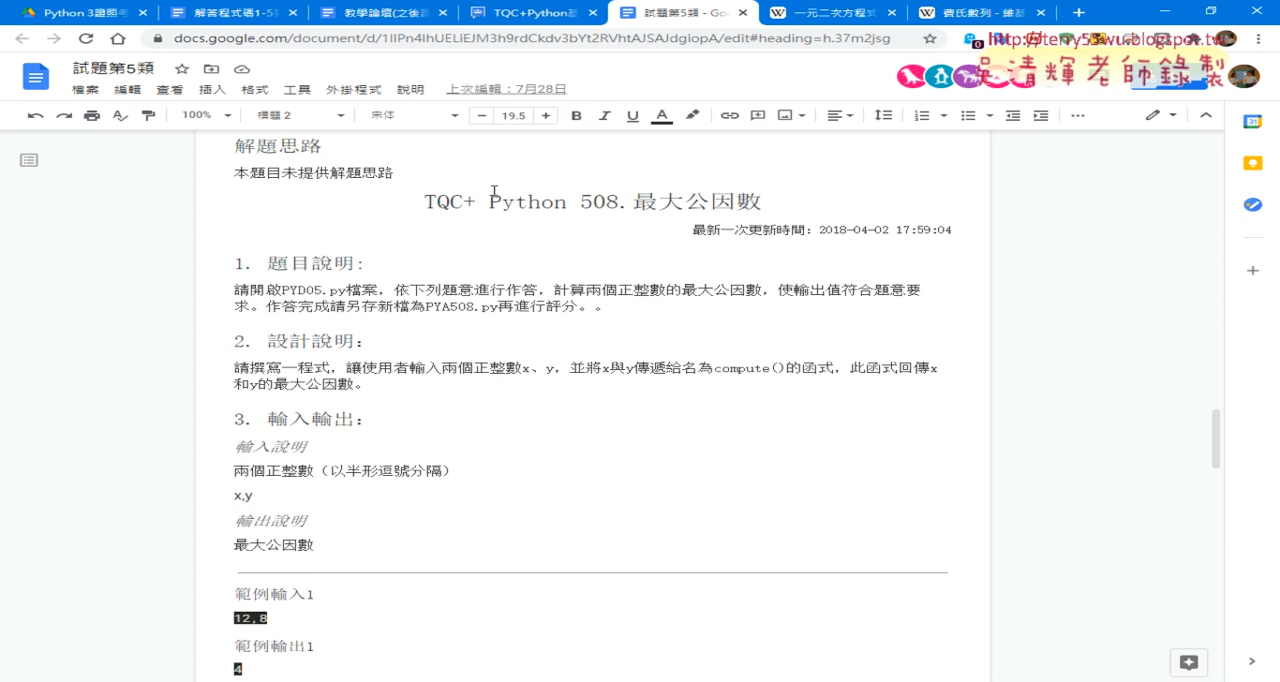 Python 3證照
解答程式碼1-5
教學論壇(之後
TQC+Python
試題第5類 - Go
一元二次方程式
費氏數列 - 維
docs.google.com/document/d/1IlPn4lhUELiEJM3h9rdCkdv3bYt2RVhtAJSAJdgiopA/edit#heading=h.37m2jsg
http://terry55wu.blogspot.tw
吳清輝老師錄製
試題第5類
檔案 編輯 查看 插入 格式 工具 外掛程式 說明 上次編輯：7月28日
100% 標題 2 宋体 - 19.5 + B I U A
解題思路
本題目未提供解題思路
TQC+ Python 508.最大公因數
最新一次更新時間：2018-04-02 17:59:04
1. 題目說明:
請開啟PYD05.py檔案，依下列題意進行作答，計算兩個正整數的最大公因數，使輸出值符合題意要
求。作答完成請另存新檔為PYA508.py再進行評分。。
2. 設計說明：
請撰寫一程式，讓使用者輸入兩個正整數x、y，並將x與y傳遞給名為compute()的函式，此函式回傳x
和y的最大公因數。
3. 輸入輸出：
輸入說明
兩個正整數（以半形逗號分隔）
x,y
輸出說明
最大公因數
範例輸入1
12,8
範例輸出1
4